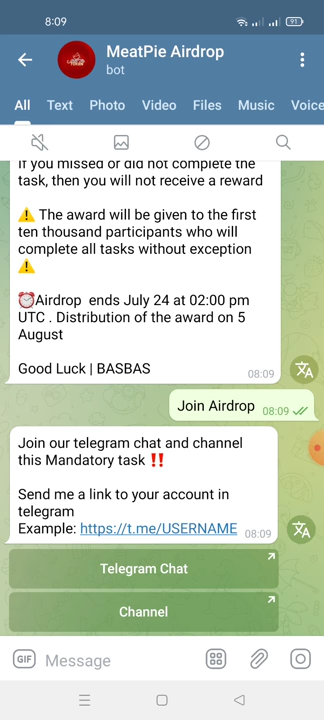 8:09
91
MeatPie Airdrop
bot
All Text Photo Video Files Music Voice
If you missed or did not complete the
task, then you will not receive a reward
⚠️ The award will be given to the first
ten thousand participants who will
complete all tasks without exception
⚠️
⏰Airdrop ends July 24 at 02:00 pm
UTC . Distribution of the award on 5
August
Good Luck | BASBAS
08:09
Join Airdrop 08:09
Join our telegram chat and channel
this Mandatory task ‼️
Send me a link to your account in
telegram
Example: https://t.me/USERNAME 08:09
Telegram Chat
Channel
GIF Message